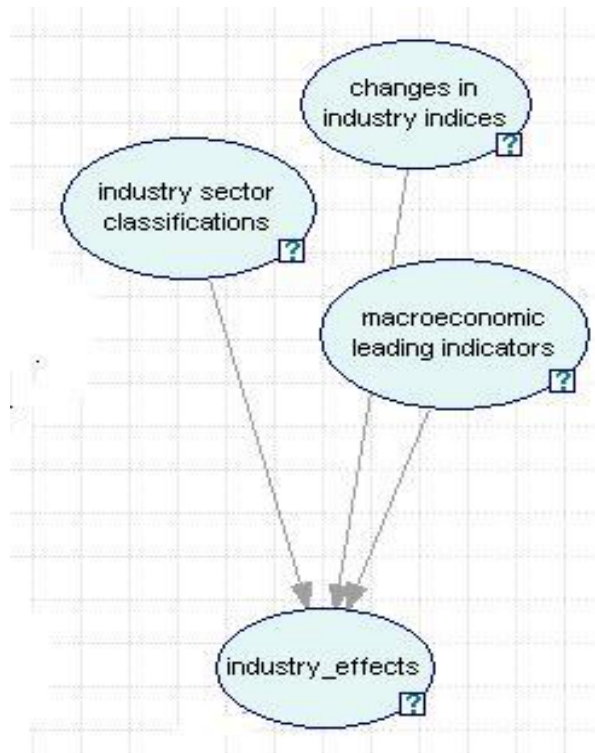 changes in
industry indices
?
industry sector
classifications
?
macroeconomic
leading indicators
?
industry_effects
?